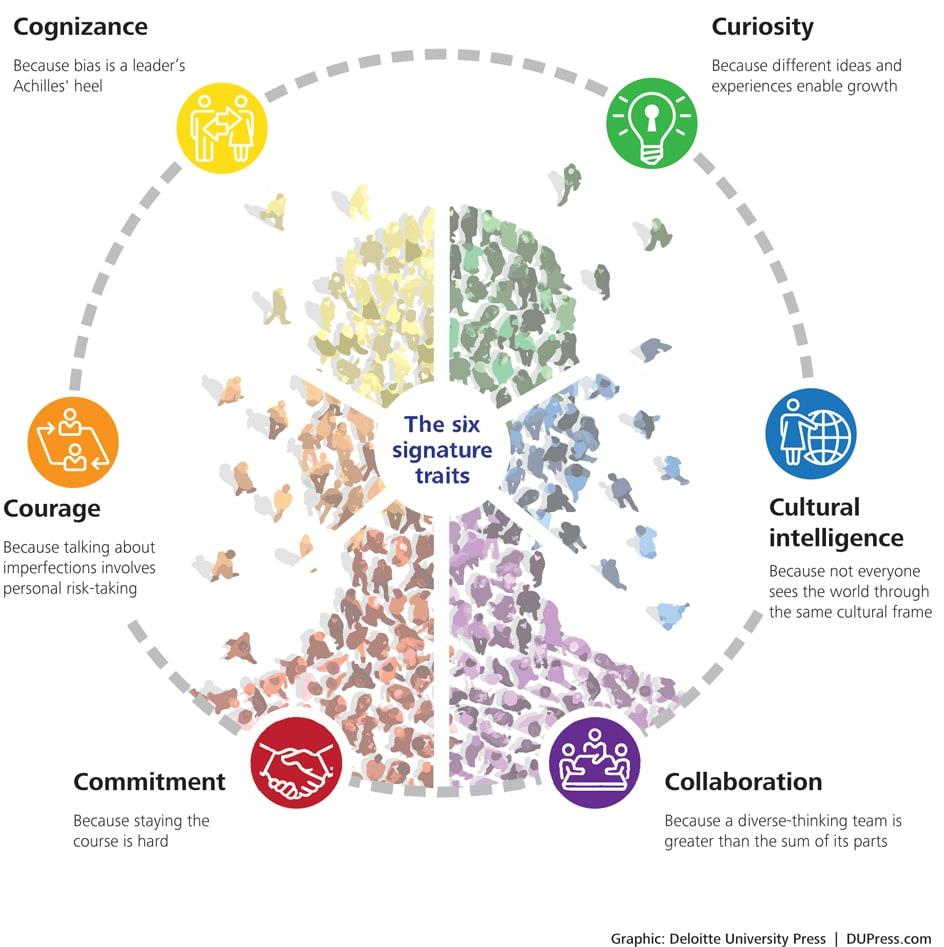 Cognizance
Because bias is a leader’s
Achilles' heel
Curiosity
Because different ideas and
experiences enable growth
The six
signature
traits
Courage
Because talking about
imperfections involves
personal risk-taking
Cultural
intelligence
Because not everyone
sees the world through
the same cultural frame
Commitment
Because staying the
course is hard
Collaboration
Because a diverse-thinking team is
greater than the sum of its parts
Graphic: Deloitte University Press | DUPress.com